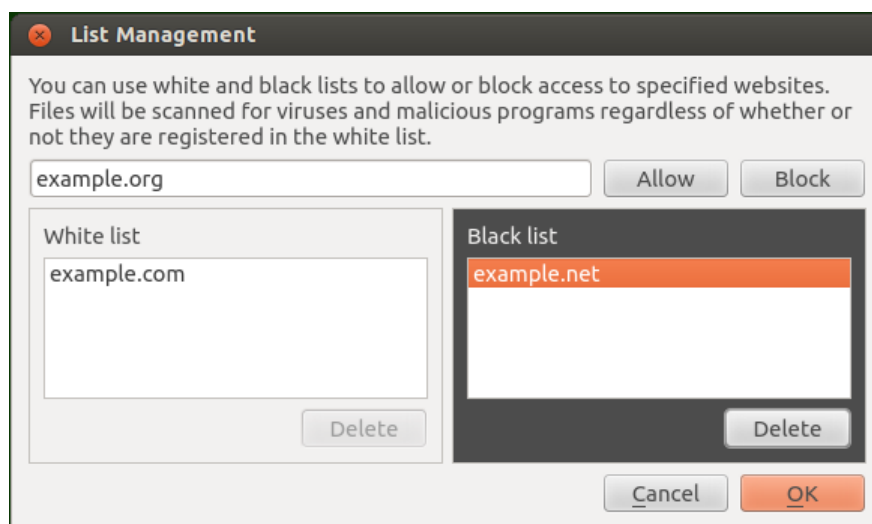 List Management
You can use white and black lists to allow or block access to specified websites.
Files will be scanned for viruses and malicious programs regardless of whether or
not they are registered in the white list.
example.org
Allow
Block
White list
Black list
example.com
example.net
Delete
Delete
Cancel
OK